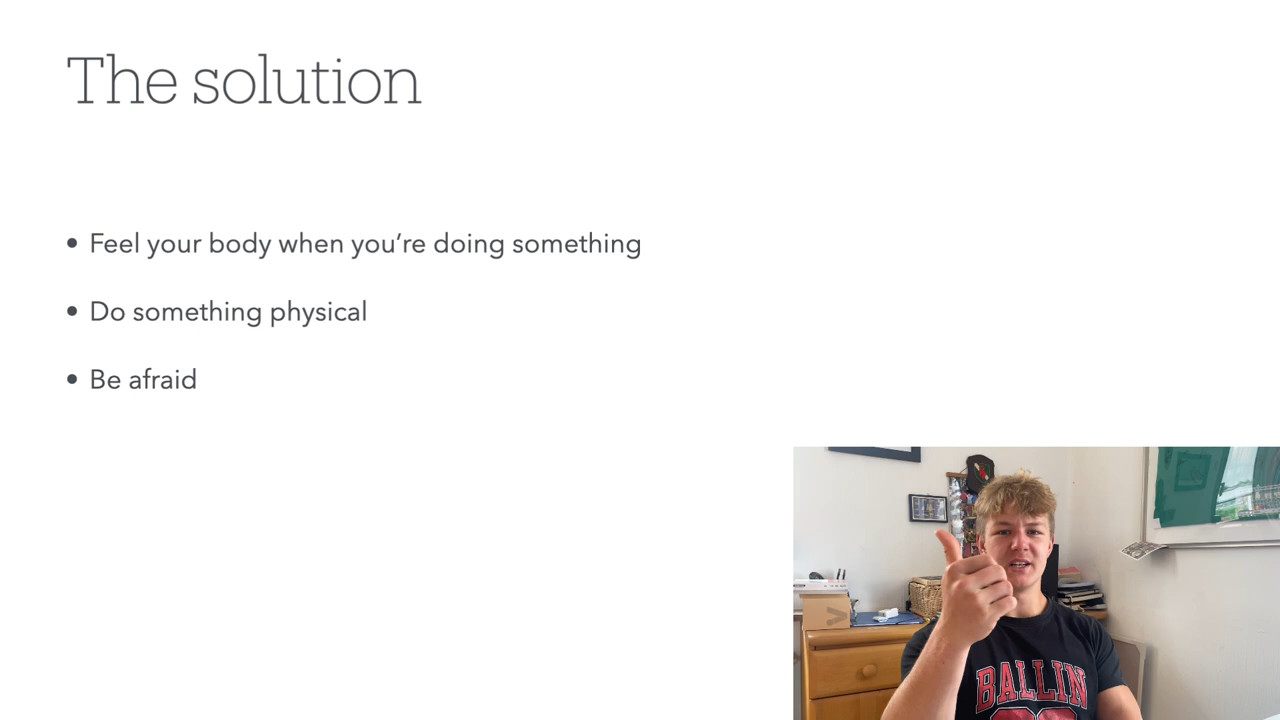 The solution
• Feel your body when you’re doing something
• Do something physical
• Be afraid
BALLIN